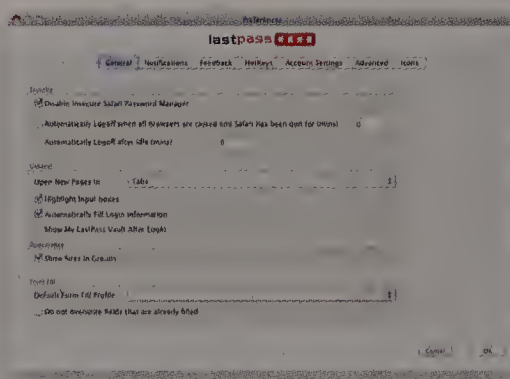 Preferences
lastpass ****
General Notifications Feedback HotKeys Account Settings Advanced Icons
Security
Disable Insecure Safari Password Manager
Automatically Logoff when all browsers are closed and Safari has been quit for (mins) 0
Automatically Logoff after idle (mins) 0
General
Open New Pages In Tabs
Highlight Input boxes
Automatically Fill Login Information
Show My LastPass Vault After Login
Appearance
Show Sites In Groups
Form Fill
Default Form Fill Profile
Do not overwrite fields that are already filled
Cancel OK